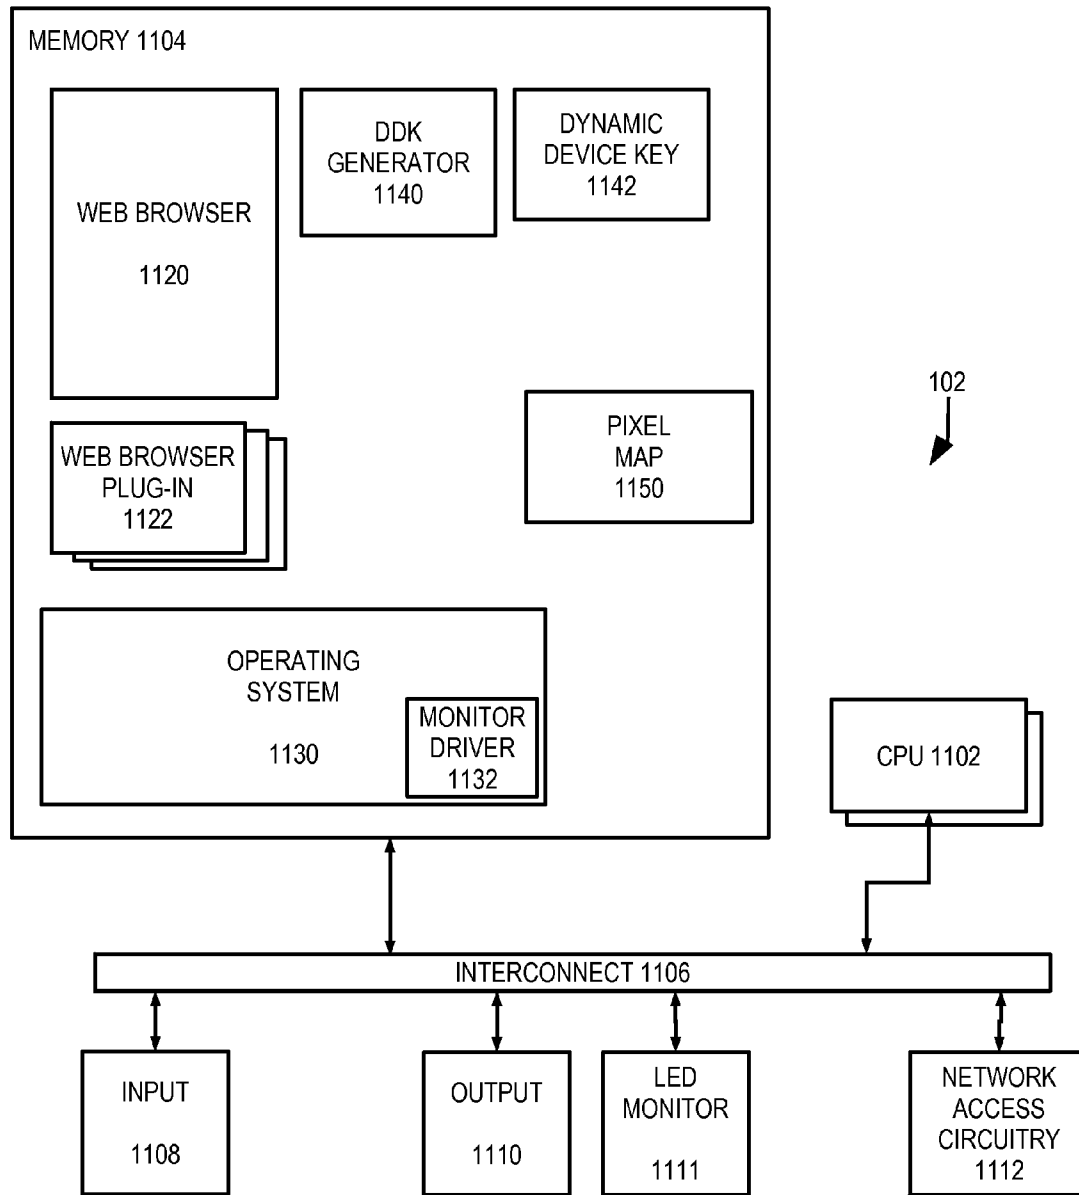 MEMORY 1104
WEB BROWSER
1120
DDK
GENERATOR
1140
DYNAMIC
DEVICE KEY
1142
102
PIXEL
MAP
1150
WEB BROWSER
PLUG-IN
1122
OPERATING
SYSTEM
1130
MONITOR
DRIVER
1132
CPU 1102
INTERCONNECT 1106
INPUT
1108
OUTPUT
1110
LED
MONITOR
1111
NETWORK
ACCESS
CIRCUITRY
1112